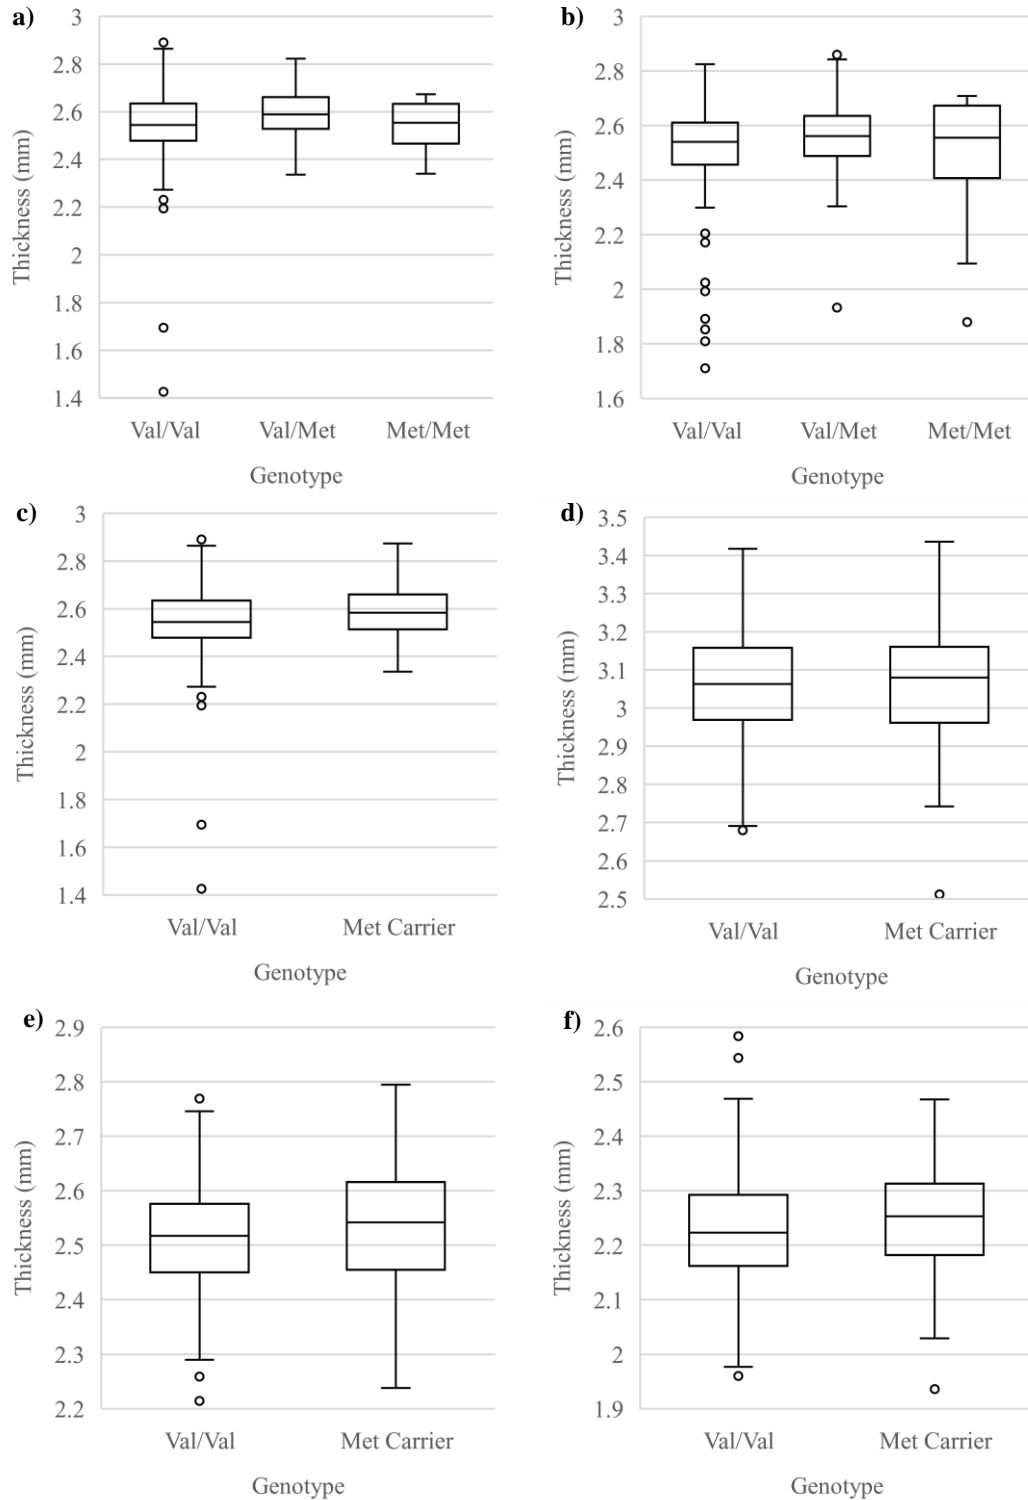 a)
3
2.8
2.6
2.4
2.2
2
1.8
1.6
1.4
Thickness (mm)
Val/Val Val/Met Met/Met
Genotype
b)
3
2.8
2.6
2.4
2.2
2
1.8
1.6
Thickness (mm)
Val/Val Val/Met Met/Met
Genotype
c)
3
2.8
2.6
2.4
2.2
2
1.8
1.6
1.4
Thickness (mm)
Val/Val Met Carrier
Genotype
d)
3.5
3.4
3.3
3.2
3.1
3
2.9
2.8
2.7
2.6
2.5
Thickness (mm)
Val/Val Met Carrier
Genotype
e)
2.9
2.8
2.7
2.6
2.5
2.4
2.3
2.2
Thickness (mm)
Val/Val Met Carrier
Genotype
f)
2.6
2.5
2.4
2.3
2.2
2.1
2
1.9
Thickness (mm)
Val/Val Met Carrier
Genotype